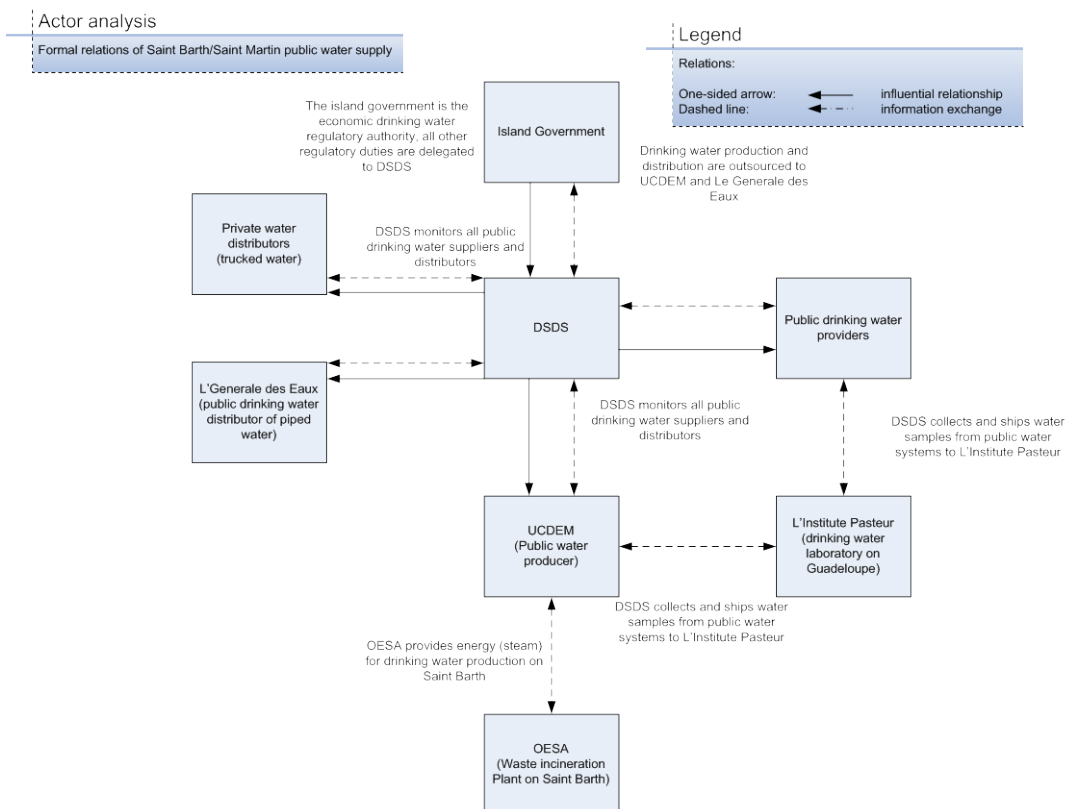 Actor analysis
Formal relations of Saint Barth/Saint Martin public water supply
Legend
Relations:
One-sided arrow:
influential relationship
Dashed line:
information exchange
Island Government
The island government is the
economic drinking water
regulatory authority, all other
regulatory duties are delegated
to DSDS
Drinking water production and
distribution are outsourced to
UCDEM and Le Generale des
Eaux
Private water
distributors
(trucked water)
DSDS monitors all public
drinking water suppliers and
distributors
DSDS
Public drinking water
providers
L'Generale des Eaux
(public drinking water
distributor of piped
water)
DSDS monitors all public
drinking water suppliers and
distributors
DSDS collects and ships water
samples from public water
systems to L'Institute Pasteur
UCDEM
(Public water
producer)
L'Institute Pasteur
(drinking water
laboratory on
Guadeloupe)
DSDS collects and ships water
samples from public water
systems to L'Institute Pasteur
OESA provides energy (steam)
for drinking water production on
Saint Barth
OESA
(Waste incineration
Plant on Saint Barth)